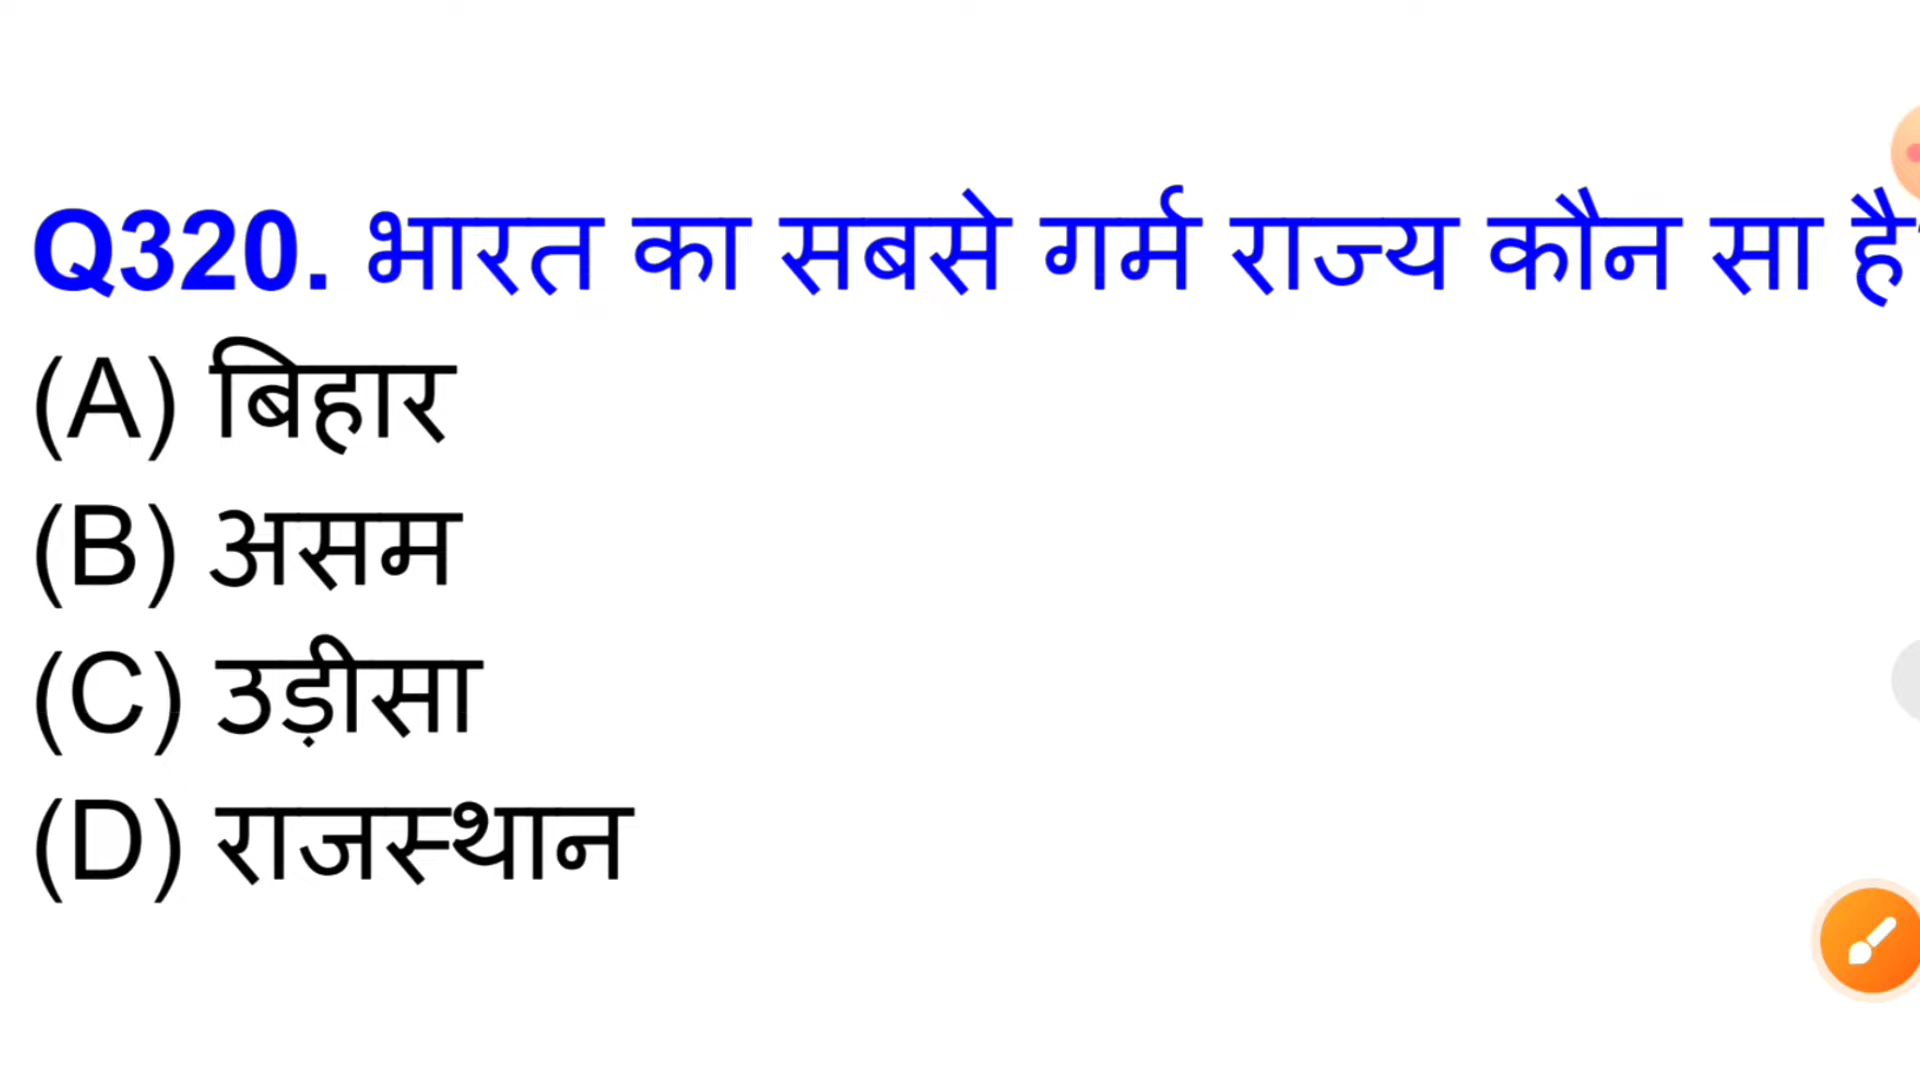 Q320. भारत का सबसे गर्म राज्य कौन सा है
(A) बिहार
(B) असम
(C) उड़ीसा
(D) राजस्थान